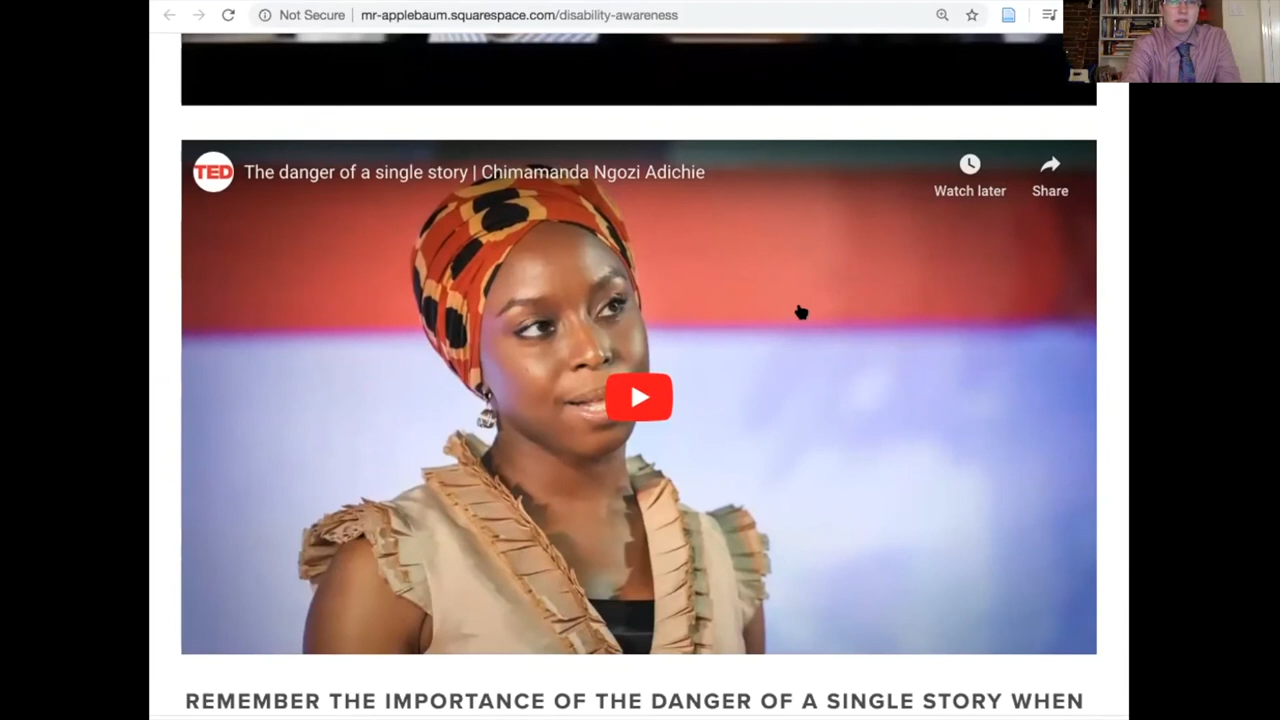 Not Secure | mr-applebaum.squarespace.com/disability-awareness
TED
The danger of a single story | Chimamanda Ngozi Adichie
Watch later
Share
REMEMBER THE IMPORTANCE OF THE DANGER OF A SINGLE STORY WHEN